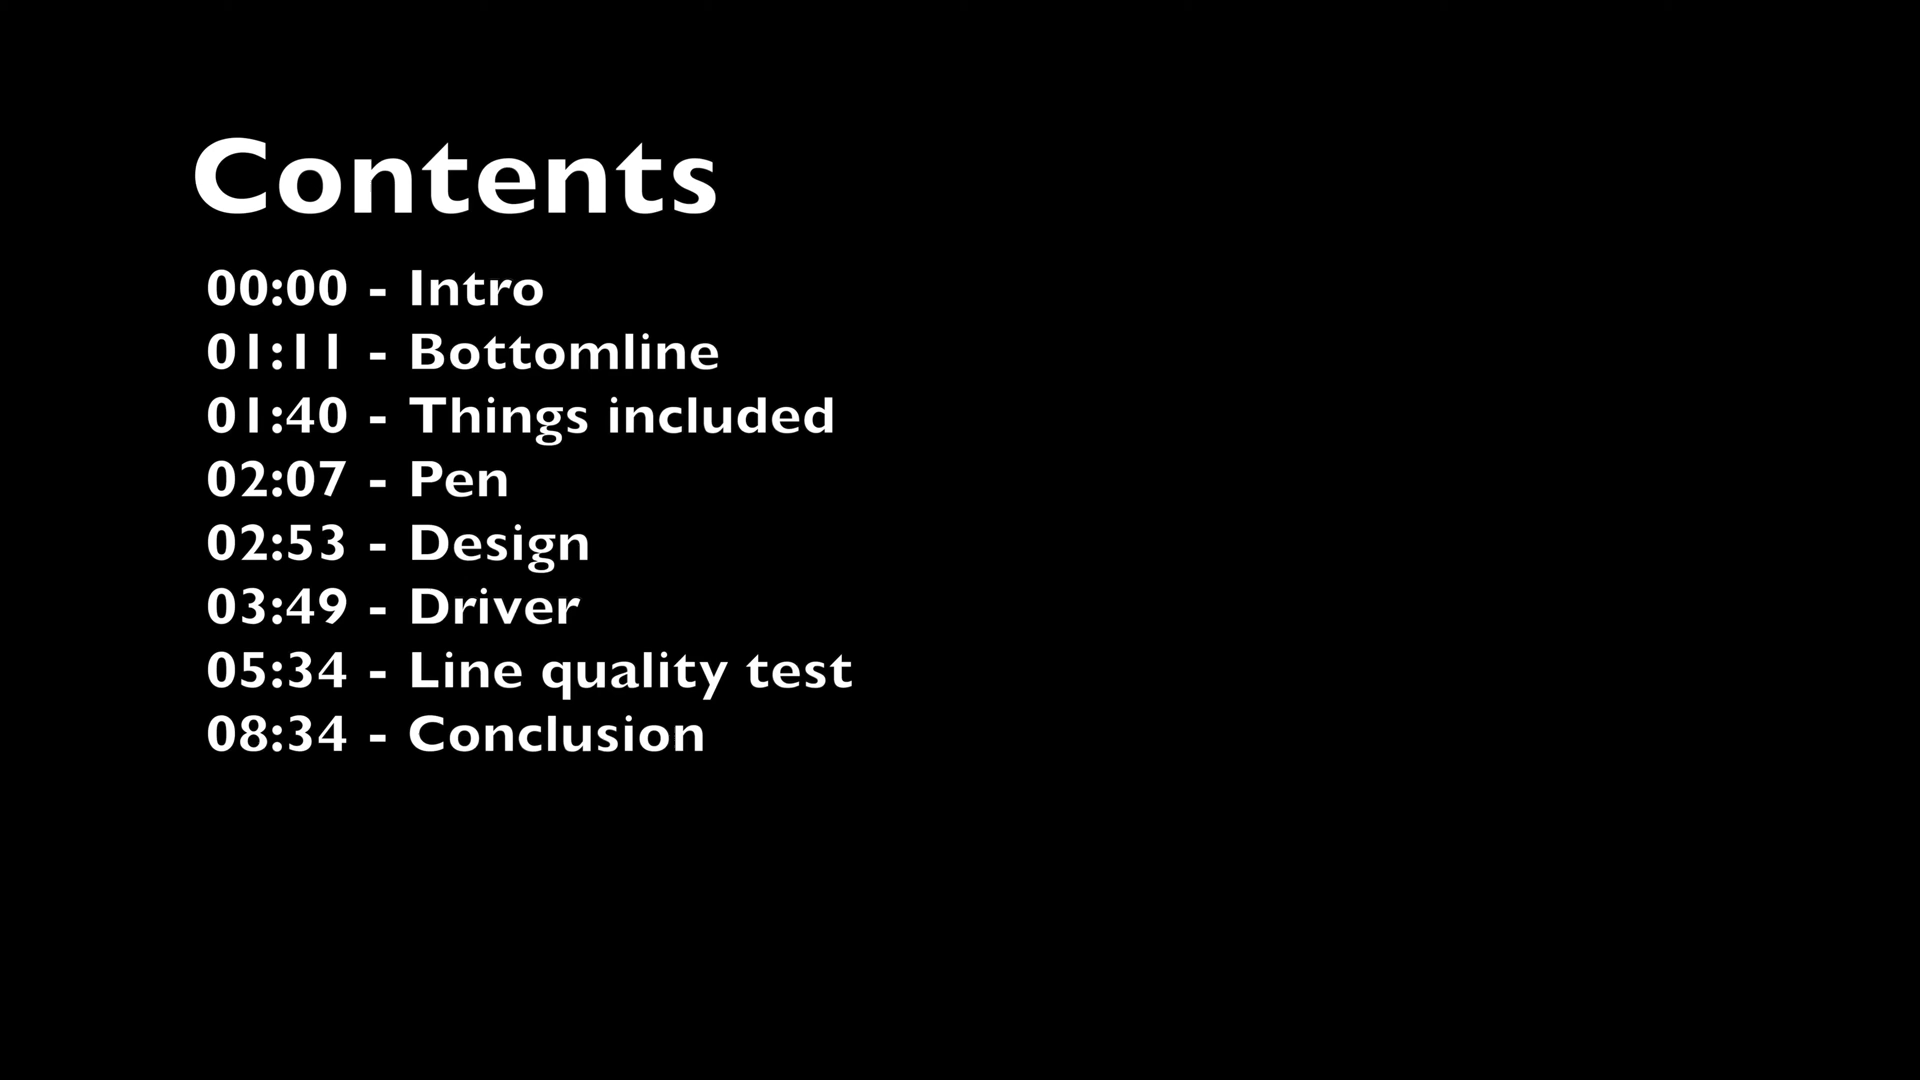 Contents
00:00 - Intro
01:11 - Bottomline
01:40 - Things included
02:07 - Pen
02:53 - Design
03:49 - Driver
05:34 - Line quality test
08:34 - Conclusion